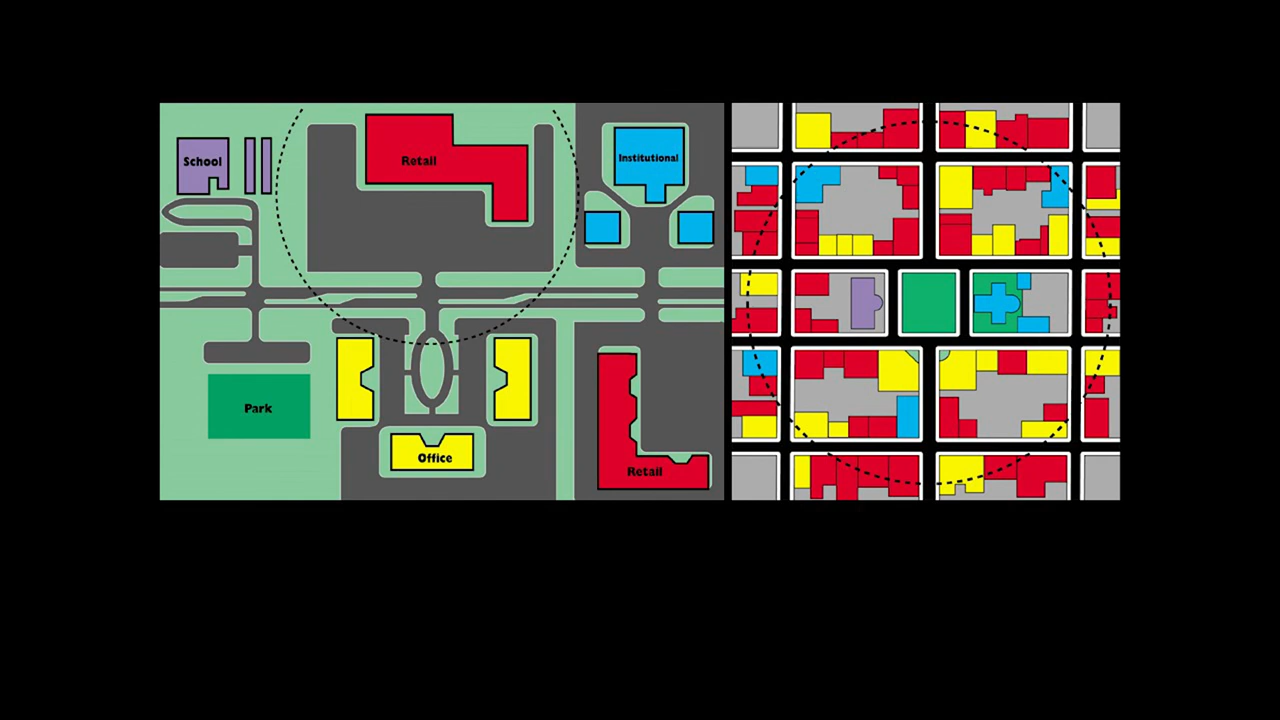 School
Retail
Institutional
Park
Office
Retail